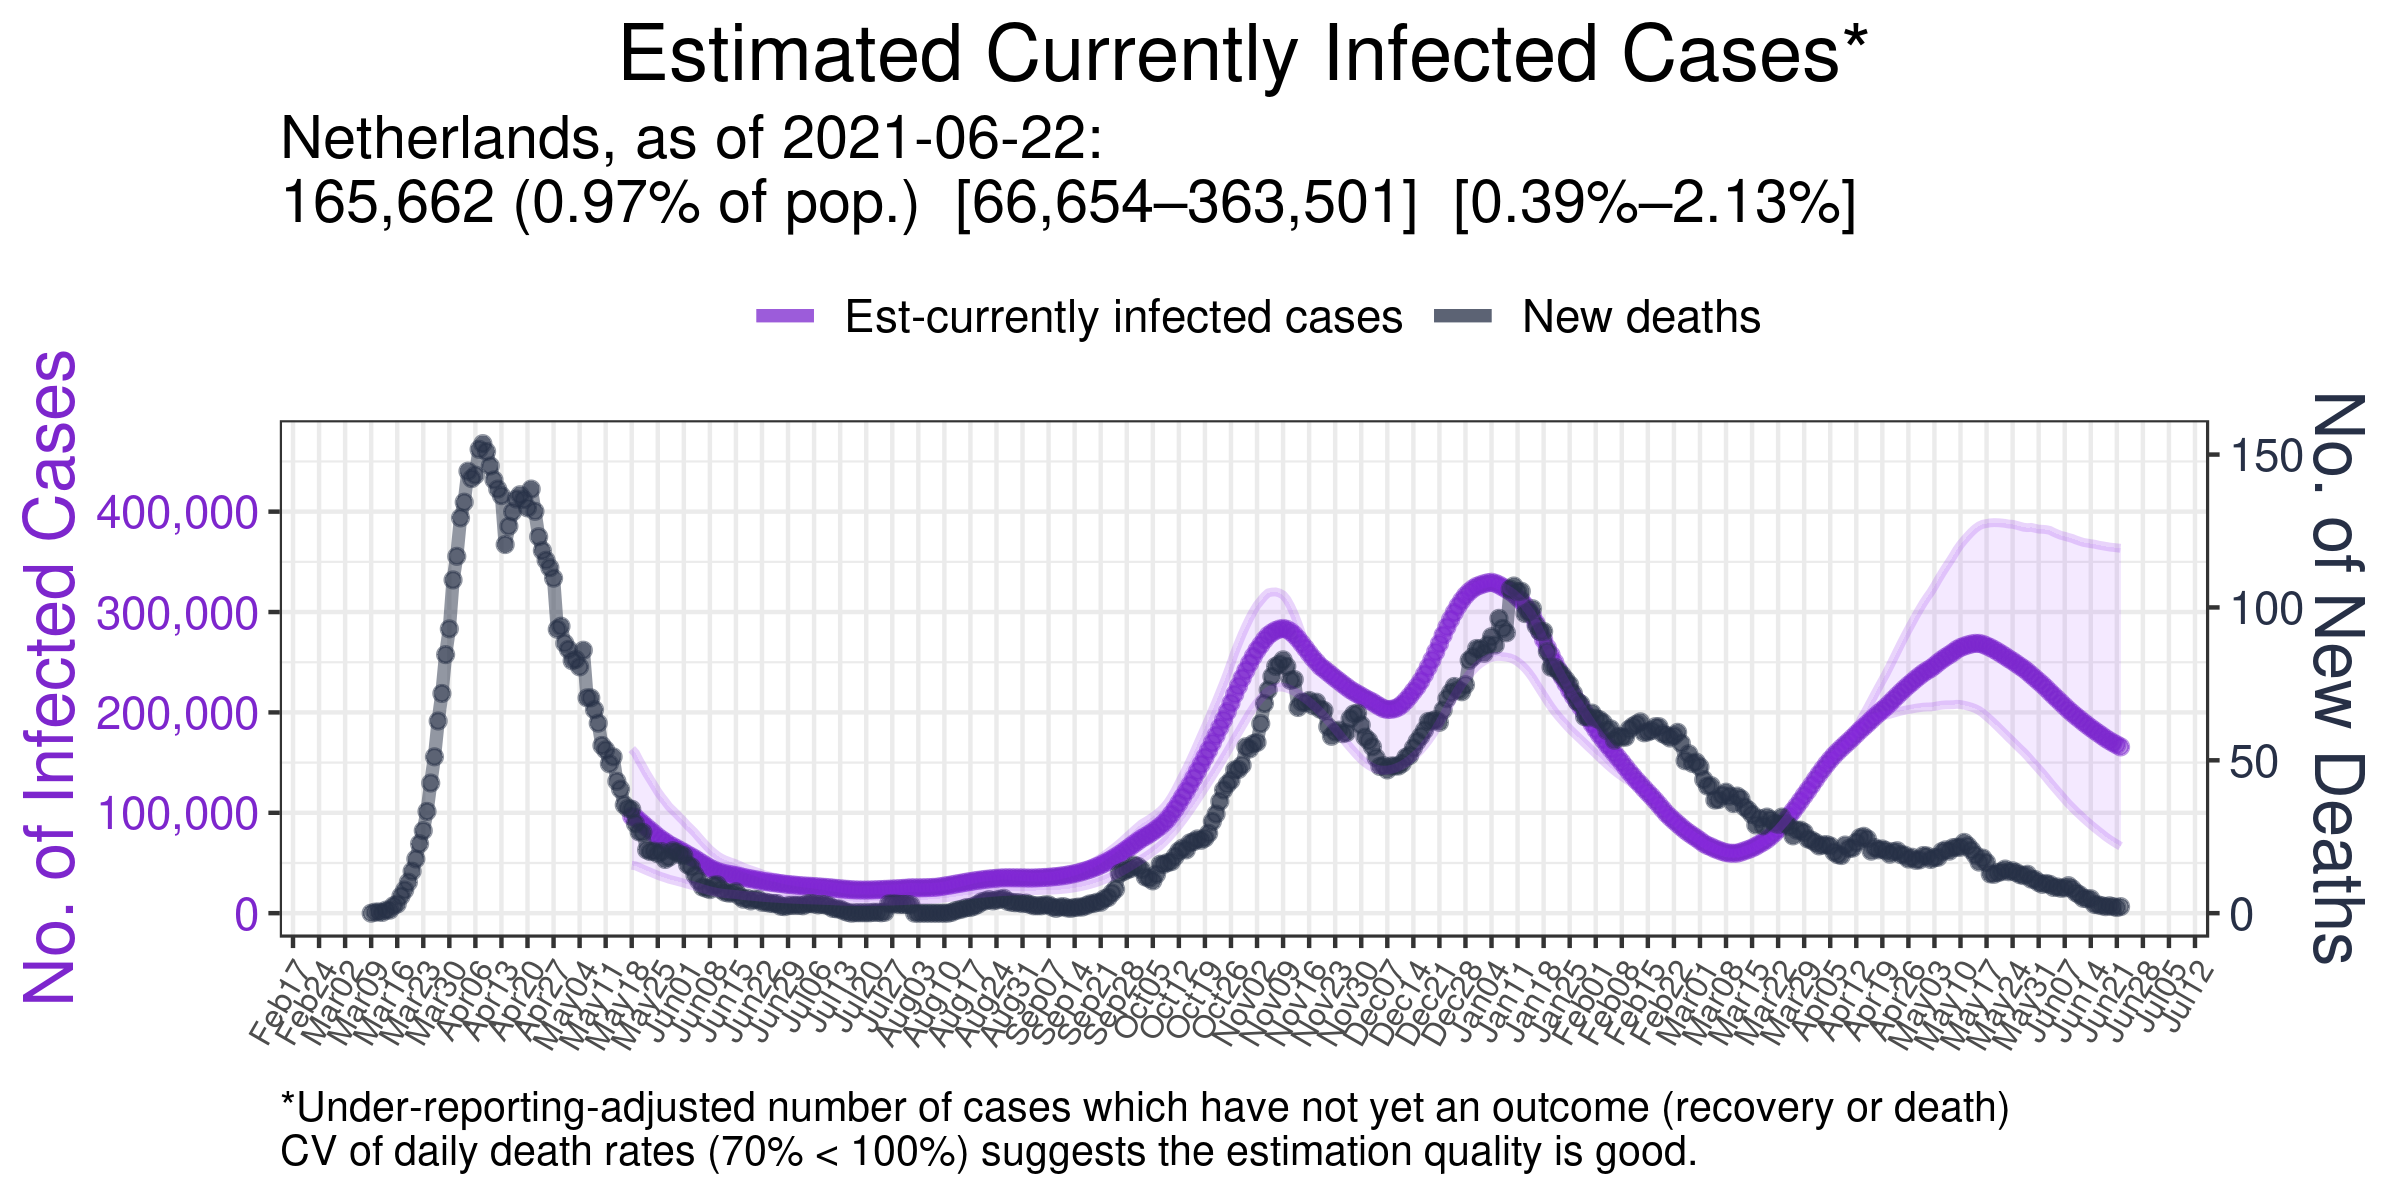 Estimated Currently Infected Cases*
Netherlands, as of 2021-06-22:
165,662 (0.97% of pop.) [66,654–363,501] [0.39%–2.13%]
Est-currently infected cases New deaths
No. of Infected Cases
400,000
300,000
200,000
100,000
0
150
100
50
0
No. of New Deaths
Feb17 Feb24 Mar02 Mar09 Mar16 Mar23 Mar30 Apr06 Apr13 Apr20 Apr27 May04 May11 May18 May25 Jun01 Jun08 Jun15 Jun22 Jun29 Jul06 Jul13 Jul20 Jul27 Aug03 Aug10 Aug17 Aug24 Aug31 Sep07 Sep14 Sep21 Sep28 Oct05 Oct12 Oct19 Oct26 Nov02 Nov09 Nov16 Nov23 Nov30 Dec07 Dec14 Dec21 Dec28 Jan04 Jan11 Jan18 Jan25 Feb01 Feb08 Feb15 Feb22 Mar01 Mar08 Mar15 Mar22 Mar29 Apr05 Apr12 Apr19 Apr26 May03 May10 May17 May24 May31 Jun07 Jun14 Jun21 Jun28 Jul05 Jul12
*Under-reporting-adjusted number of cases which have not yet an outcome (recovery or death)
CV of daily death rates (70% < 100%) suggests the estimation quality is good.